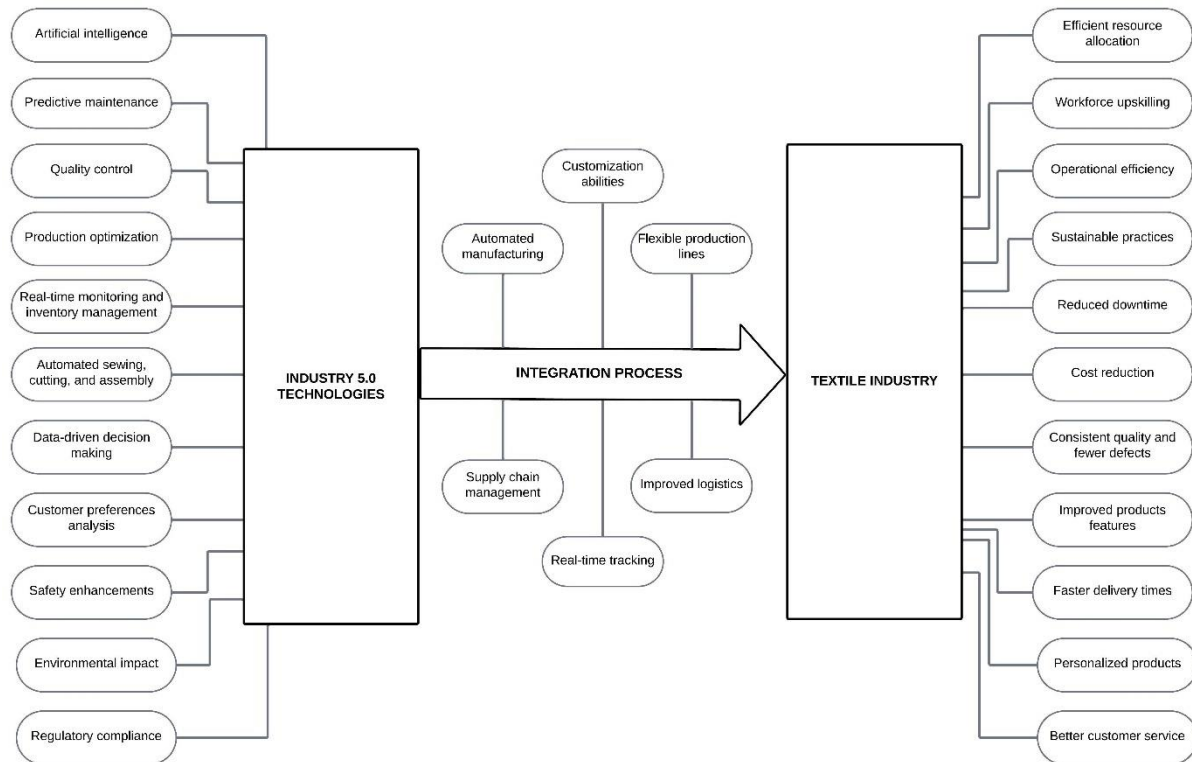 Artificial intelligence
Predictive maintenance
Quality control
Production optimization
Real-time monitoring and
inventory management
Automated sewing,
cutting, and assembly
Data-driven decision
making
Customer preferences
analysis
Safety enhancements
Environmental impact
Regulatory compliance
INDUSTRY 5.0
TECHNOLOGIES
Customization
abilities
Automated
manufacturing
Flexible production
lines
INTEGRATION PROCESS
Supply chain
management
Improved logistics
Real-time tracking
TEXTILE INDUSTRY
Efficient resource
allocation
Workforce upskilling
Operational efficiency
Sustainable practices
Reduced downtime
Cost reduction
Consistent quality and
fewer defects
Improved products
features
Faster delivery times
Personalized products
Better customer service